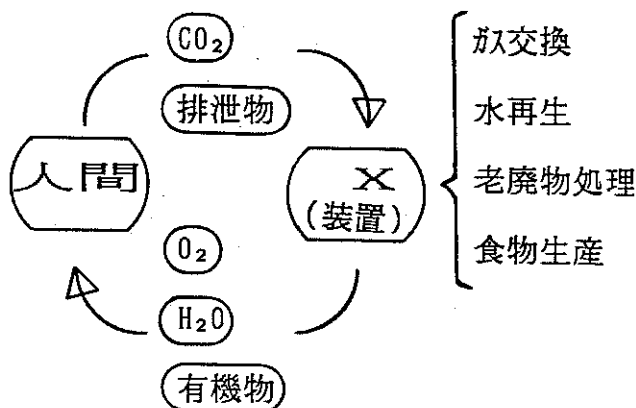 CO₂
排泄物
人間
X
(装置)
O₂
H₂O
有機物
ガス交換
水再生
老廃物処理
食物生産